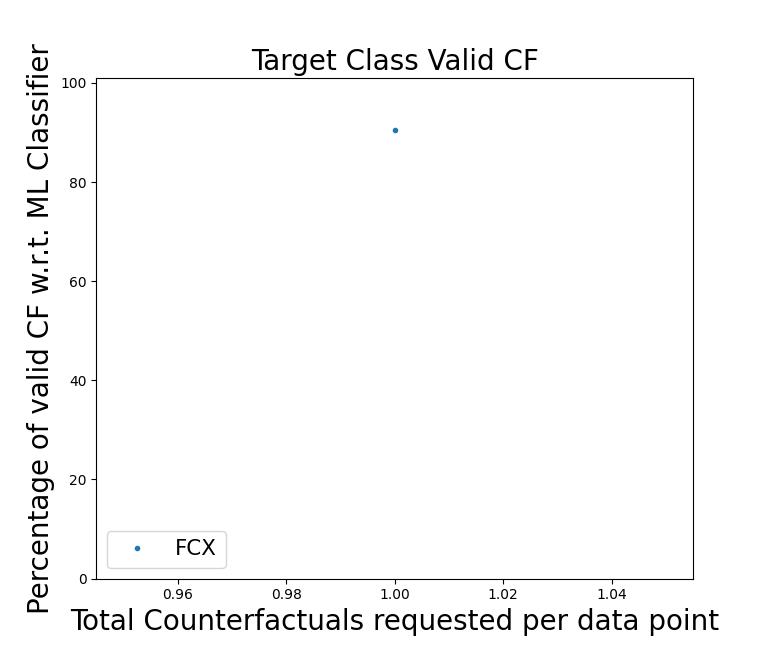 Target Class Valid CF
Percentage of valid CF w.r.t. ML Classifier
100
80
60
40
20
0
FCX
0.96 0.98 1.00 1.02 1.04
Total Counterfactuals requested per data point